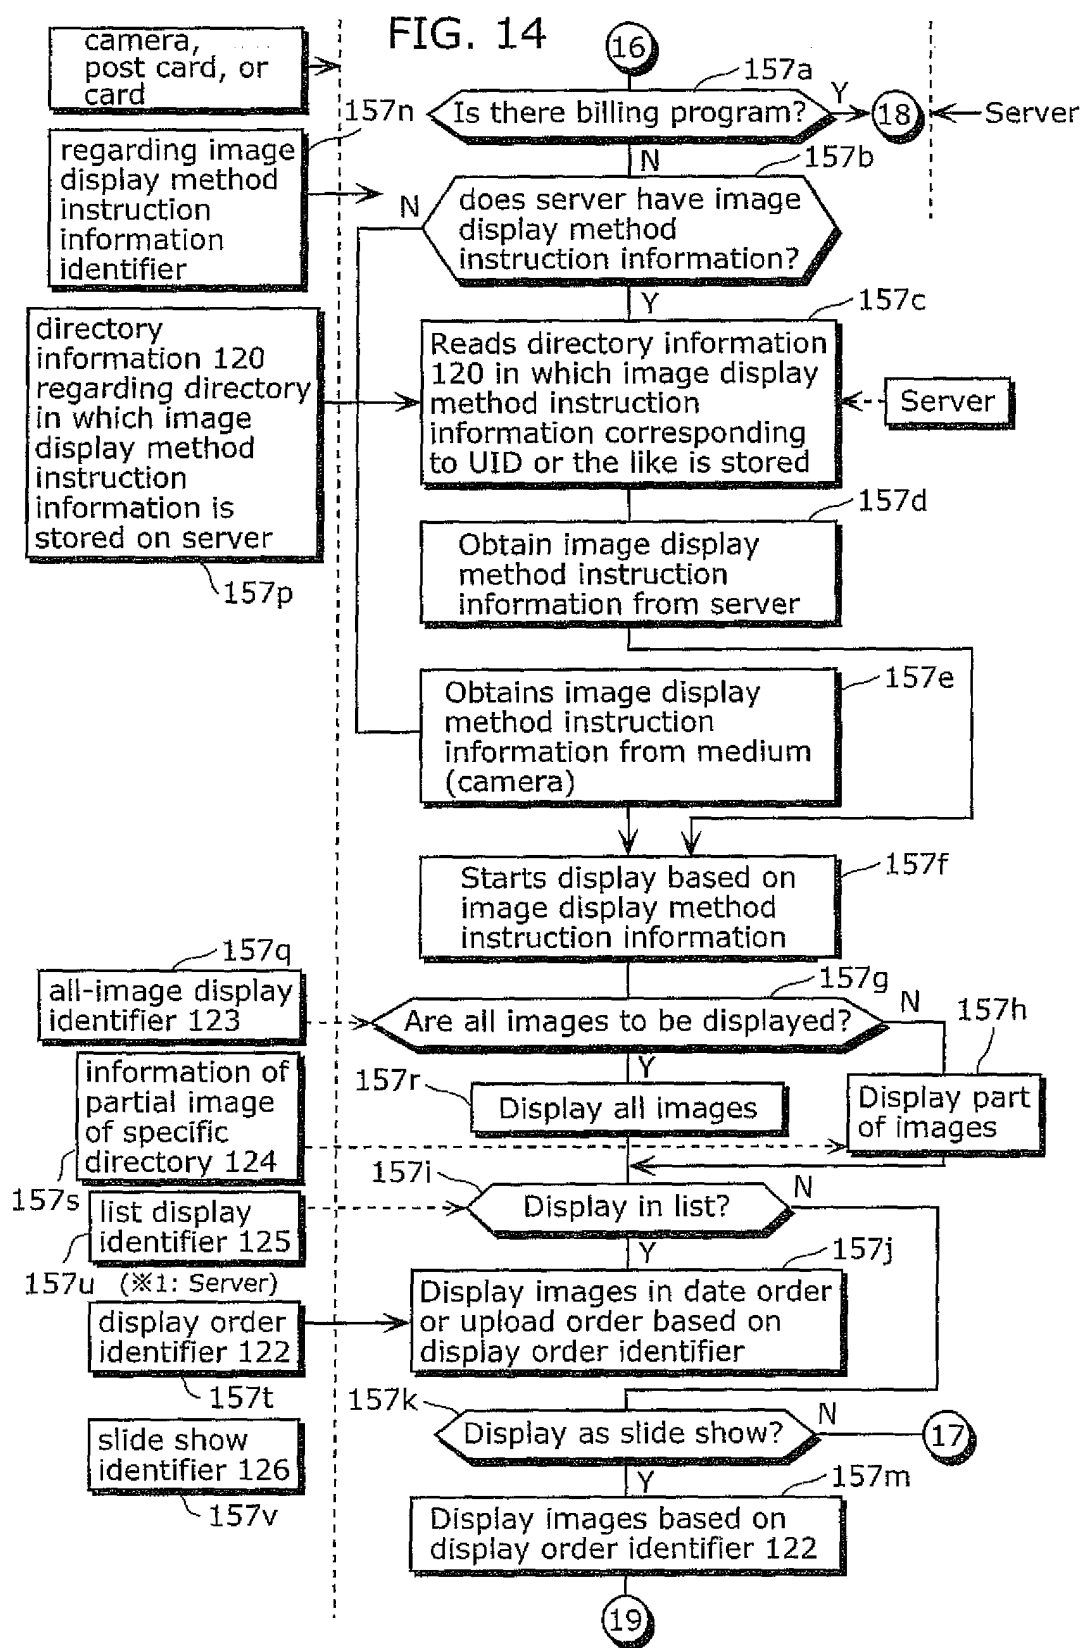 FIG. 14
camera,
post card, or
card
16
157a
Is there billing program?
Y
18
Server
N
157n
regarding image
display method
instruction
information
identifier
157b
does server have image
display method
instruction information?
N
Y
157c
directory
information 120
regarding directory
in which image
display method
instruction
information is
stored on server
157p
Reads directory information
120 in which image display
method instruction
information corresponding
to UID or the like is stored
Server
157d
Obtain image display
method instruction
information from server
157e
Obtains image display
method instruction
information from medium
(camera)
157f
Starts display based on
image display method
instruction information
157q
all-image display
identifier 123
157g
Are all images to be displayed?
N
Y
157h
Display part
of images
157r
Display all images
information of
partial image
of specific
directory 124
157s
157i
Display in list?
N
Y
list display
identifier 125
157u (※1: Server)
157j
Display images in date order
or upload order based on
display order identifier
display order
identifier 122
157t
157k
Display as slide show?
N
17
Y
slide show
identifier 126
157v
157m
Display images based on
display order identifier 122
19